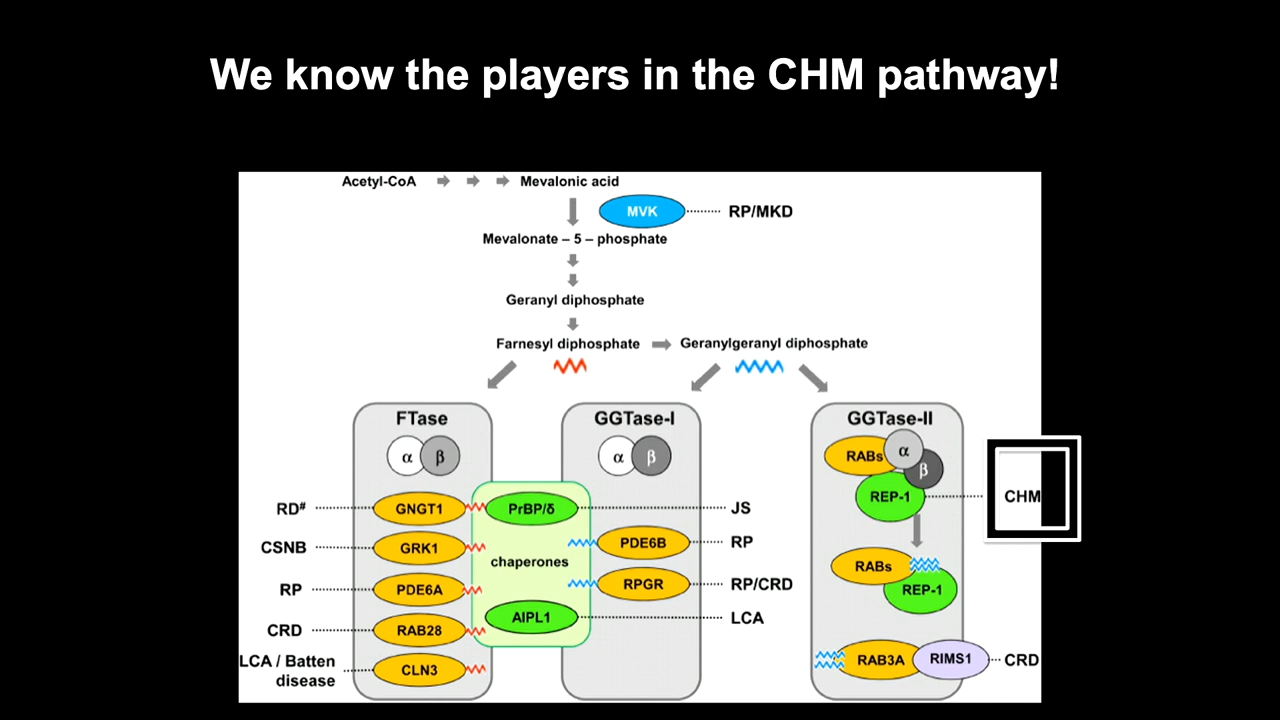 We know the players in the CHM pathway!
Acetyl-CoA
Mevalonic acid
MVK
RP/MKD
Mevalonate – 5 – phosphate
Geranyl diphosphate
Farnesyl diphosphate
Geranylgeranyl diphosphate
FTase
α
β
RD#
GNGT1
CSNB
GRK1
RP
PDE6A
CRD
RAB28
LCA / Batten
disease
CLN3
PrBP/δ
chaperones
AIPL1
GGTase-I
α
β
JS
PDE6B
RP
RPGR
RP/CRD
LCA
GGTase-II
RABs
α
β
REP-1
CHM
RABs
REP-1
RAB3A
RIMS1
CRD